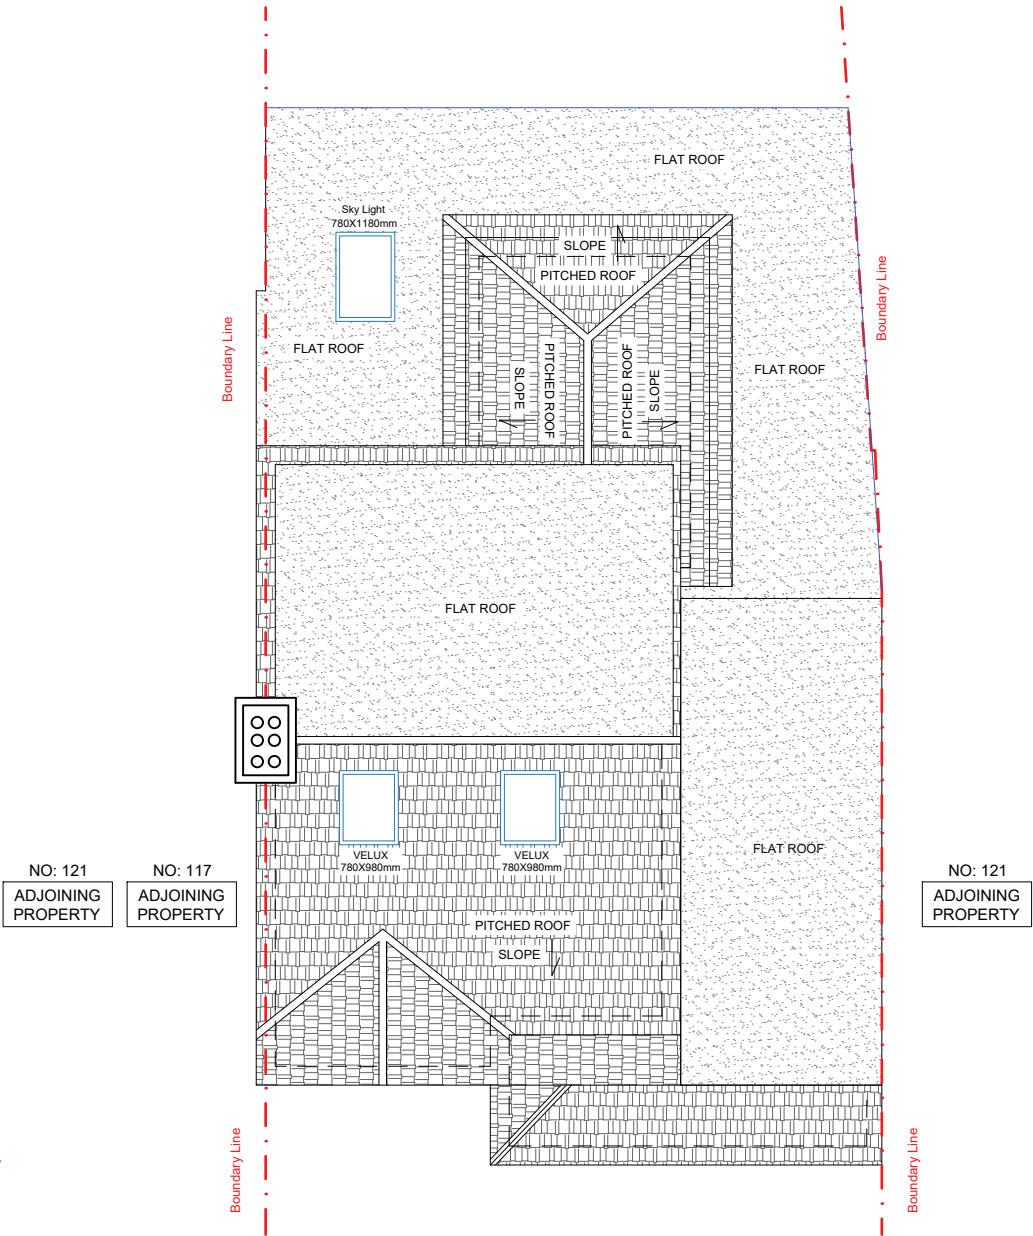 FLAT ROOF
Sky Light
780X1180mm
SLOPE
PITCHED ROOF
Boundary Line
Boundary Line
FLAT ROOF
PITCHED ROOF
SLOPE
PITCHED ROOF
SLOPE
FLAT ROOF
FLAT ROOF
VELUX
780X980mm
VELUX
780X980mm
FLAT ROOF
NO: 121
ADJOINING
PROPERTY
NO: 117
ADJOINING
PROPERTY
NO: 121
ADJOINING
PROPERTY
PITCHED ROOF
SLOPE
Boundary Line
Boundary Line